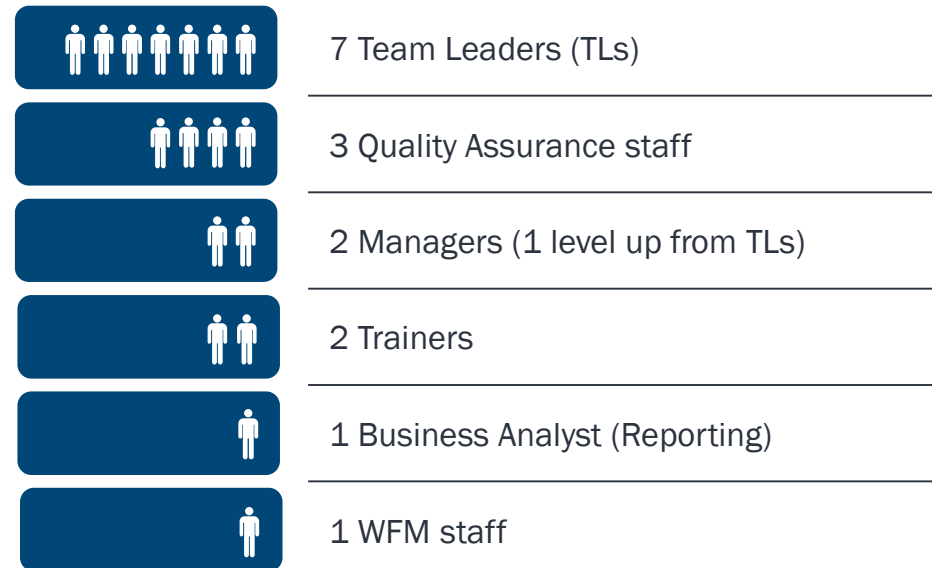 7 Team Leaders (TLs)
3 Quality Assurance staff
2 Managers (1 level up from TLs)
2 Trainers
1 Business Analyst (Reporting)
1 WFM staff